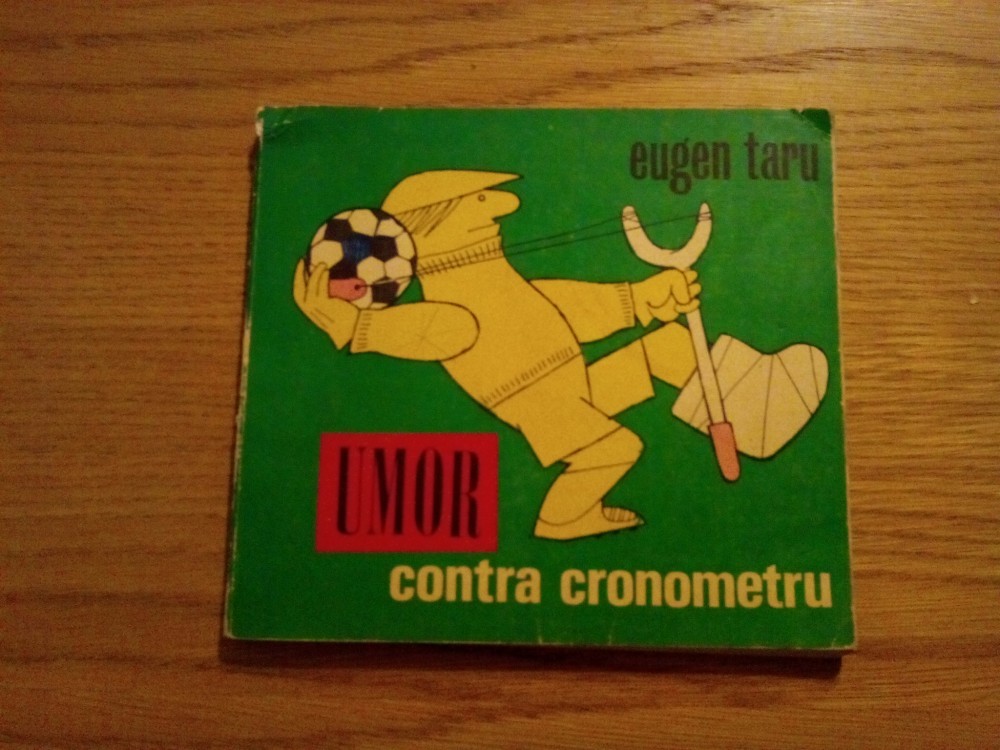 eugen taru
UMOR
contra cronometru